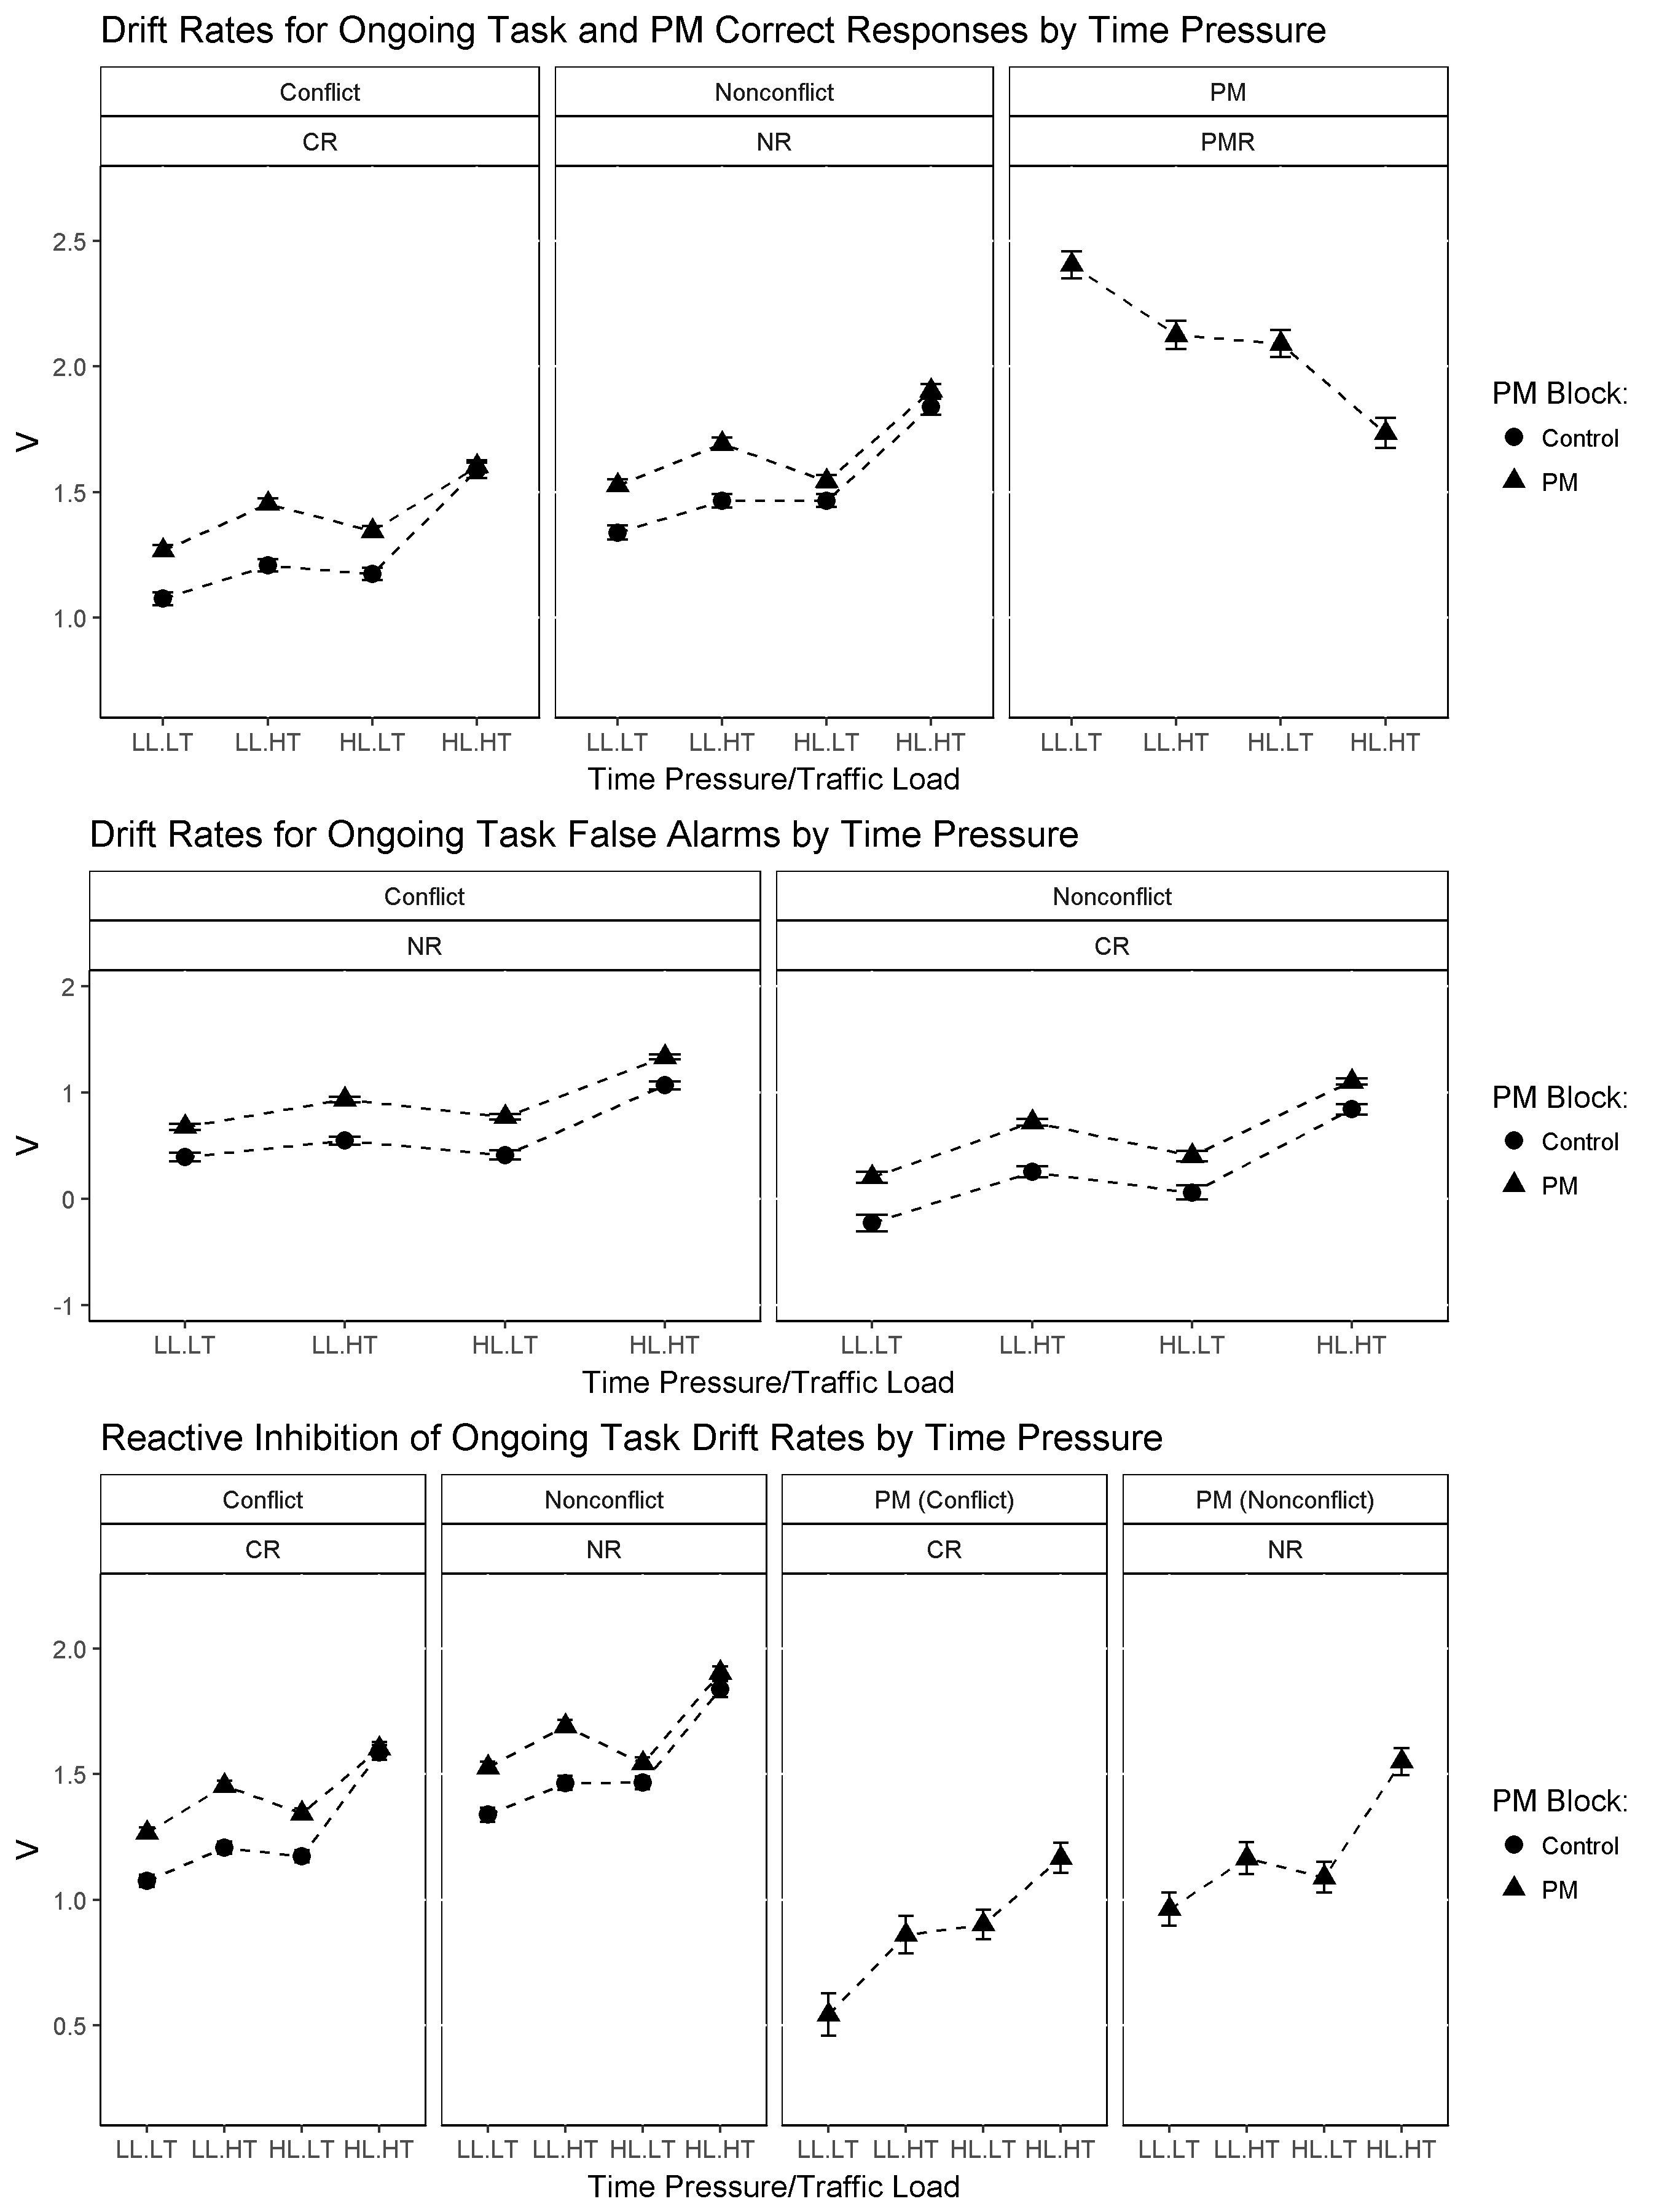 Drift Rates for Ongoing Task and PM Correct Responses by Time Pressure
Conflict Nonconflict PM
CR NR PMR
2.5
2.0
1.5
1.0
V
LL.LT LL.HT HL.LT HL.HT LL.LT LL.HT HL.LT HL.HT LL.LT LL.HT HL.LT HL.HT
Time Pressure/Traffic Load
PM Block:
Control
PM
Drift Rates for Ongoing Task False Alarms by Time Pressure
Conflict Nonconflict
NR CR
2
1
0
-1
V
LL.LT LL.HT HL.LT HL.HT LL.LT LL.HT HL.LT HL.HT
Time Pressure/Traffic Load
PM Block:
Control
PM
Reactive Inhibition of Ongoing Task Drift Rates by Time Pressure
Conflict Nonconflict PM (Conflict) PM (Nonconflict)
CR NR CR NR
2.0
1.5
1.0
0.5
V
LL.LT LL.HT HL.LT HL.HT LL.LT LL.HT HL.LT HL.HT LL.LT LL.HT HL.LT HL.HT LL.LT LL.HT HL.LT HL.HT
Time Pressure/Traffic Load
PM Block:
Control
PM